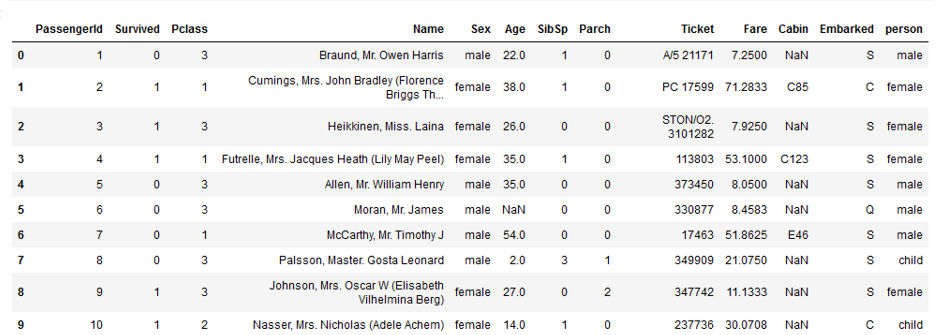 PassengerId Survived Pclass Name Sex Age SibSp Parch Ticket Fare Cabin Embarked person
0 1 0 3 Braund, Mr. Owen Harris male 22.0 1 0 A/5 21171 7.2500 NaN S male
1 2 1 1 Cumings, Mrs. John Bradley (Florence Briggs Th... female 38.0 1 0 PC 17599 71.2833 C85 C female
2 3 1 3 Heikkinen, Miss. Laina female 26.0 0 0 STON/O2. 3101282 7.9250 NaN S female
3 4 1 1 Futrelle, Mrs. Jacques Heath (Lily May Peel) female 35.0 1 0 113803 53.1000 C123 S female
4 5 0 3 Allen, Mr. William Henry male 35.0 0 0 373450 8.0500 NaN S male
5 6 0 3 Moran, Mr. James male NaN 0 0 330877 8.4583 NaN Q male
6 7 0 1 McCarthy, Mr. Timothy J male 54.0 0 0 17463 51.8625 E46 S male
7 8 0 3 Palsson, Master. Gosta Leonard male 2.0 3 1 349909 21.0750 NaN S child
8 9 1 3 Johnson, Mrs. Oscar W (Elisabeth Vilhelmina Berg) female 27.0 0 2 347742 11.1333 NaN S female
9 10 1 2 Nasser, Mrs. Nicholas (Adele Achem) female 14.0 1 0 237736 30.0708 NaN C child